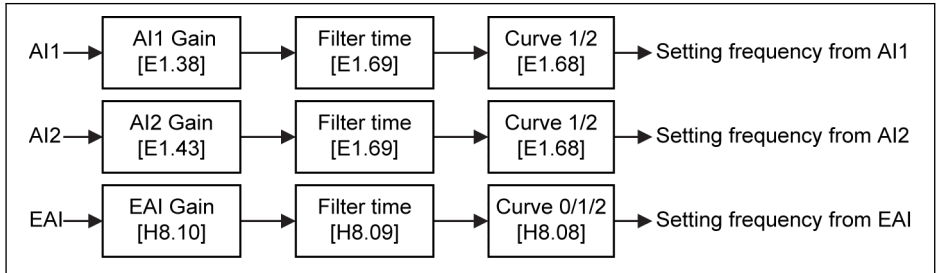 AI1
AI1 Gain
[E1.38]
Filter time
[E1.69]
Curve 1/2
[E1.68]
Setting frequency from AI1
AI2
AI2 Gain
[E1.43]
Filter time
[E1.69]
Curve 1/2
[E1.68]
Setting frequency from AI2
EAI
EAI Gain
[H8.10]
Filter time
[H8.09]
Curve 0/1/2
[H8.08]
Setting frequency from EAI